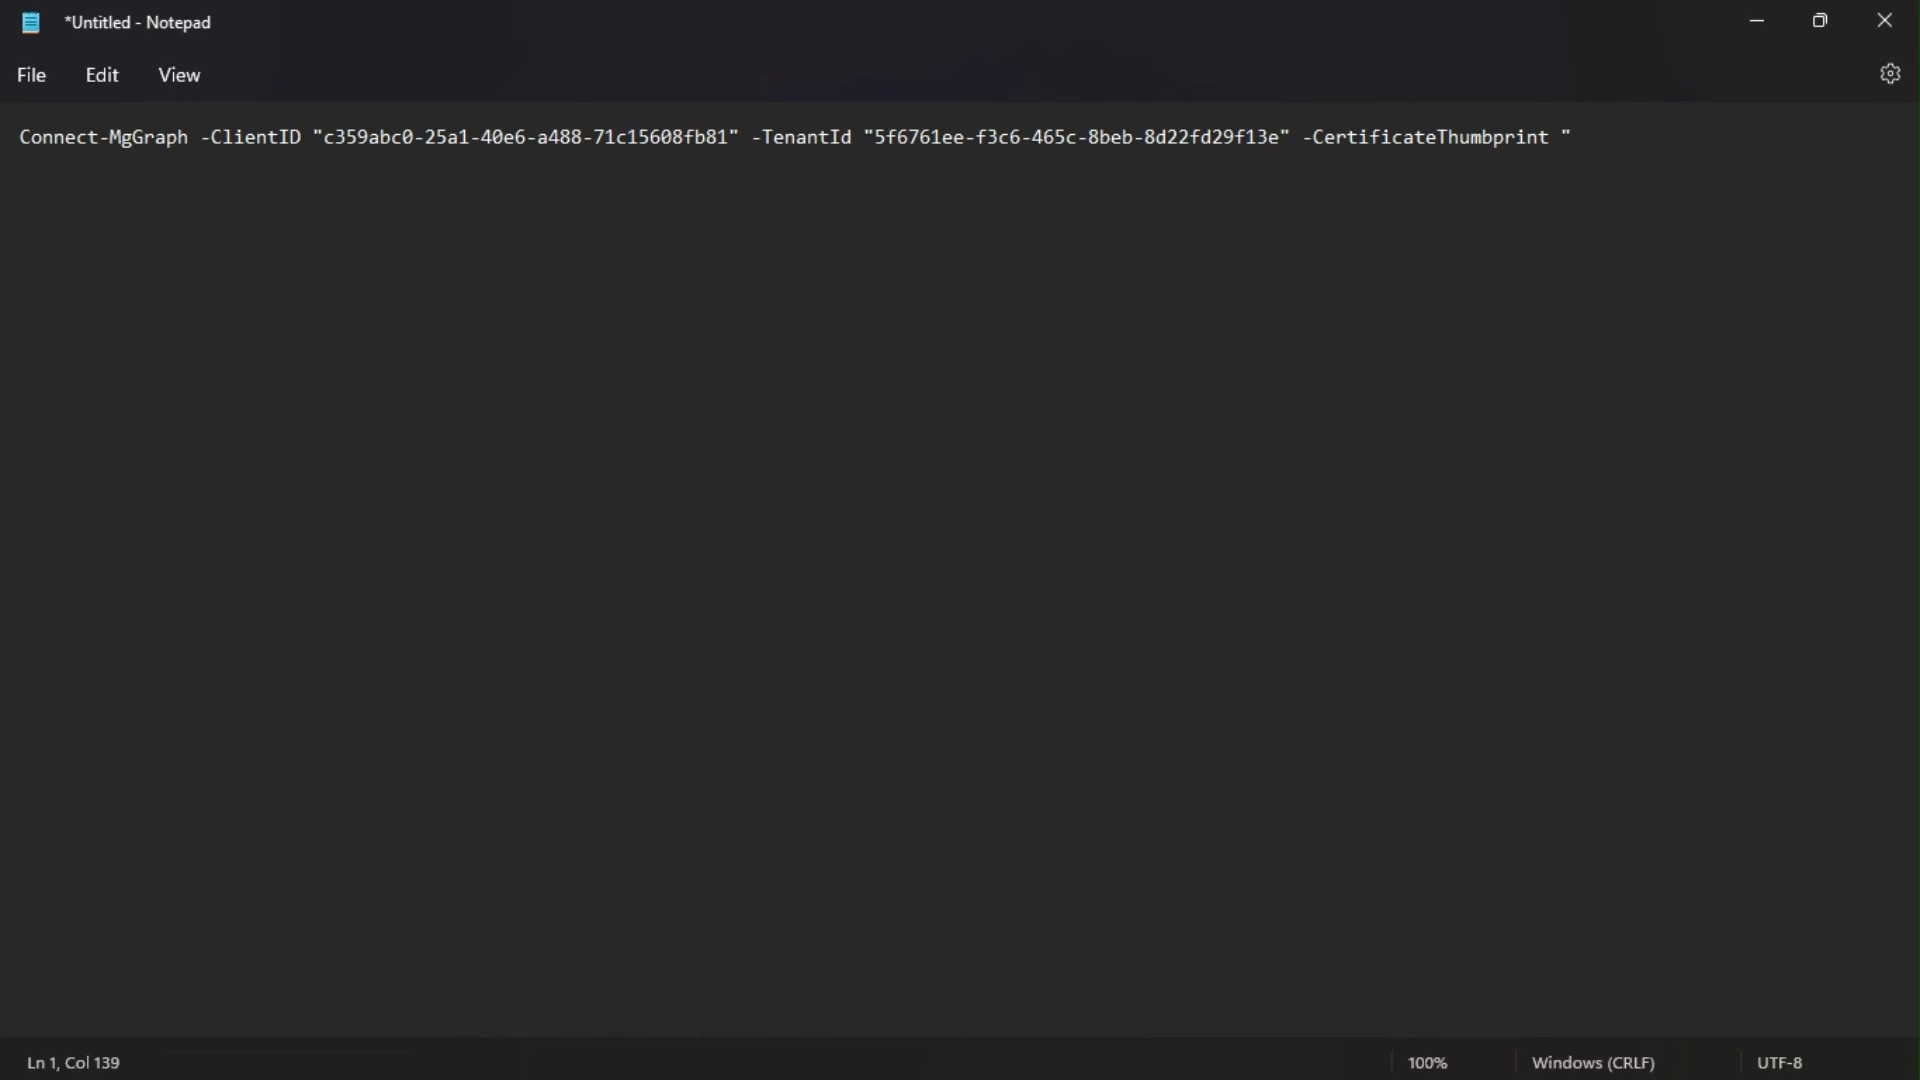 *Untitled - Notepad
File Edit View
Connect-MgGraph -ClientID "c359abc0-25a1-40e6-a488-71c15608fb81" -TenantId "5f6761ee-f3c6-465c-8beb-8d22fd29f13e" -CertificateThumbprint "
Ln 1, Col 139 100% Windows (CRLF) UTF-8